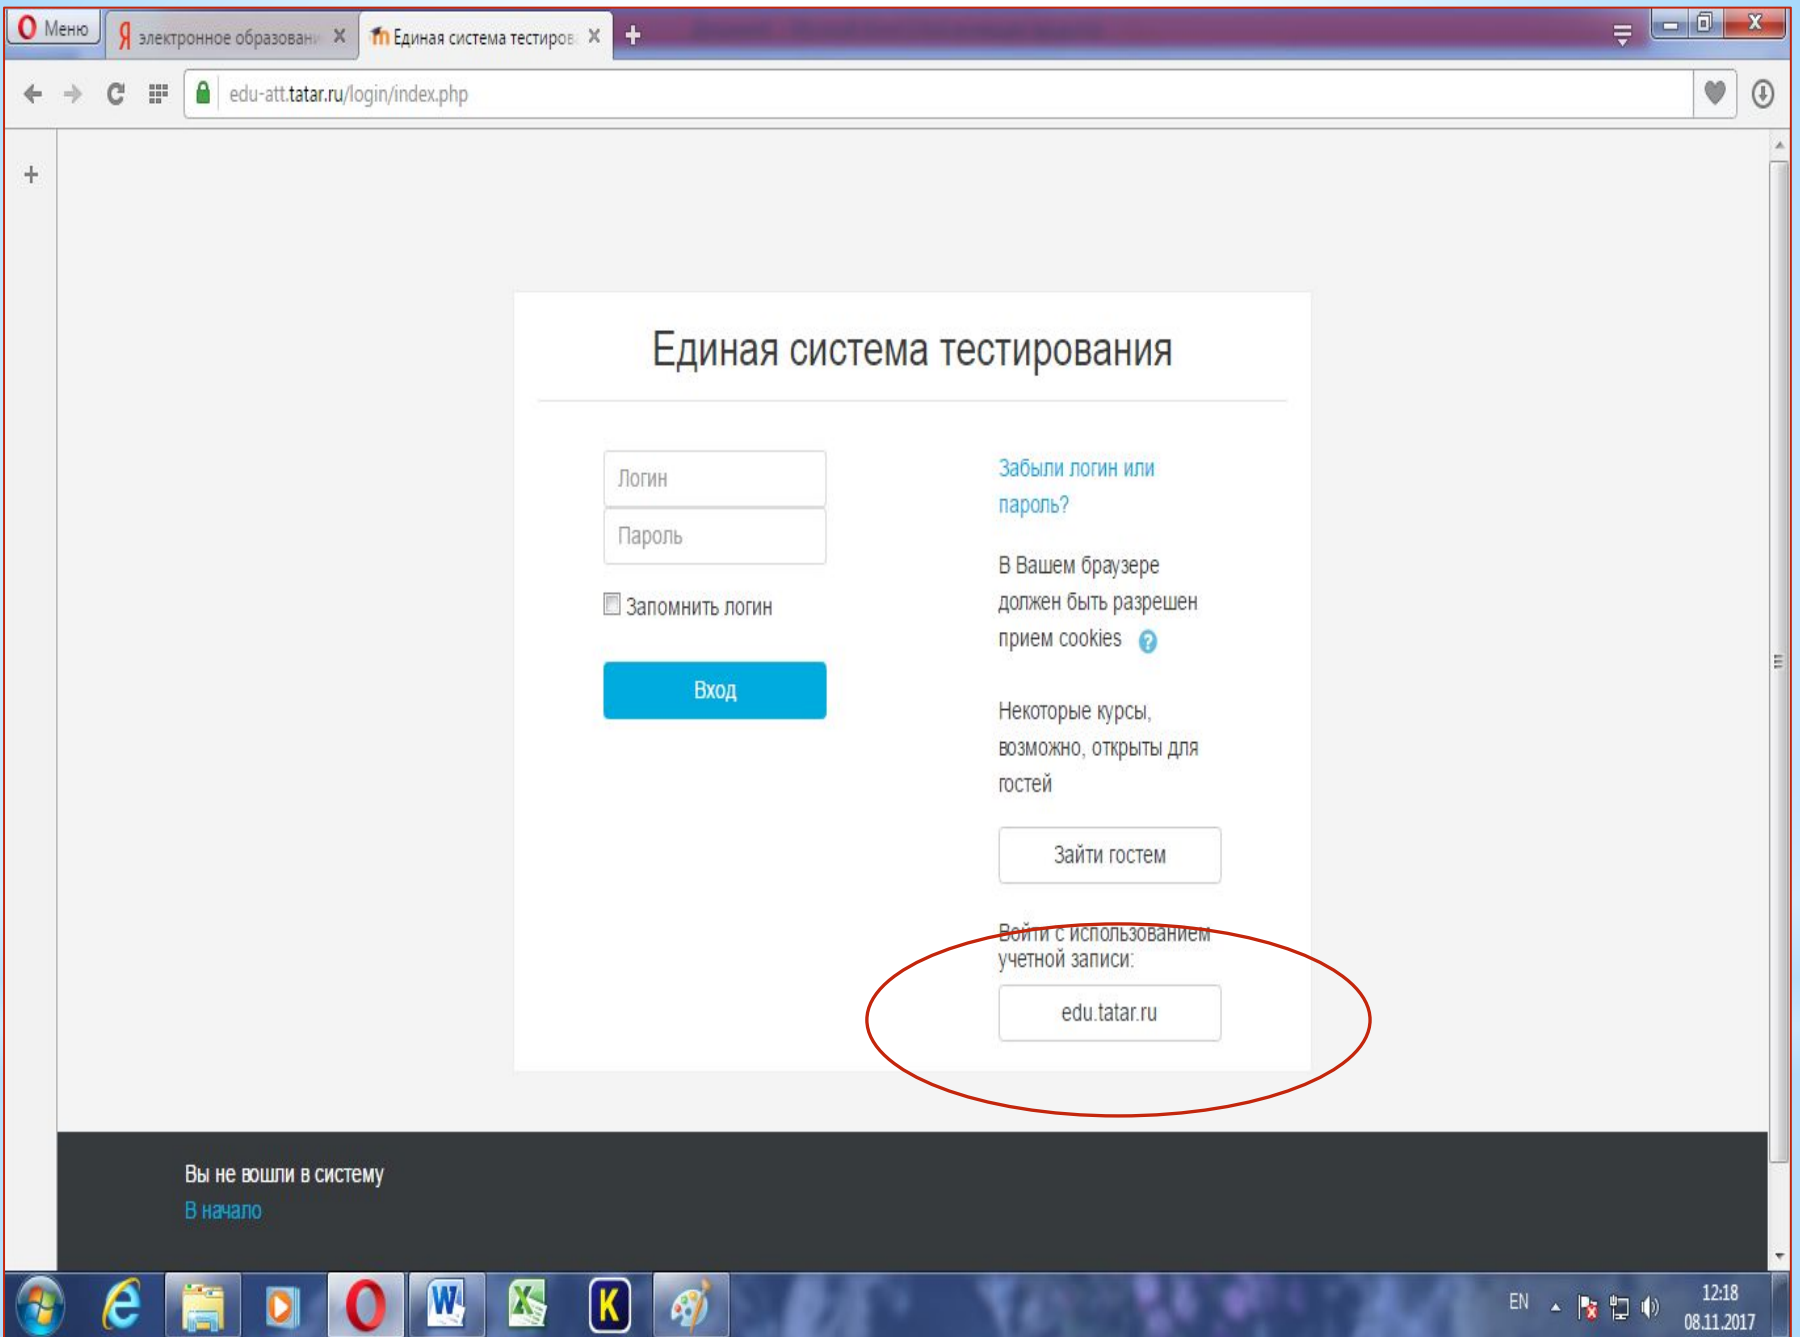 Меню
Я электронное образовани
Единая система тестиров
edu-att.tatar.ru/login/index.php
Единая система тестирования
Логин
Пароль
Запомнить логин
Вход
Забыли логин или
пароль?
В Вашем браузере
должен быть разрешен
прием cookies
Некоторые курсы,
возможно, открыты для
гостей
Зайти гостем
Войти с использованием
учетной записи:
edu.tatar.ru
Вы не вошли в систему
В начало
EN
12:18
08.11.2017